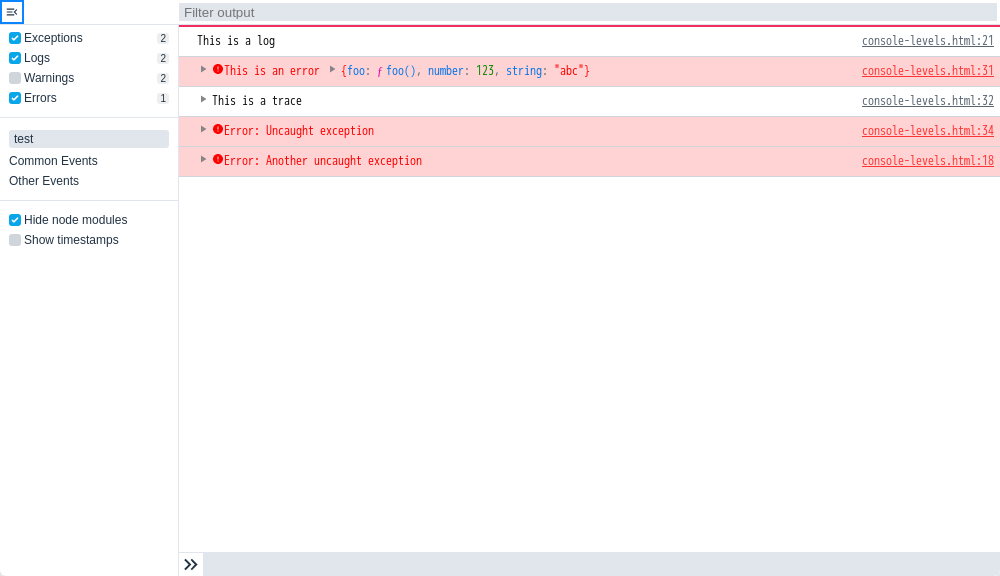 Filter output
Exceptions 2
Logs 2
Warnings 2
Errors 1
test
Common Events
Other Events
Hide node modules
Show timestamps
This is a log console-levels.html:21
This is an error {foo: ƒ foo(), number: 123, string: "abc"} console-levels.html:31
This is a trace console-levels.html:32
Error: Uncaught exception console-levels.html:34
Error: Another uncaught exception console-levels.html:18